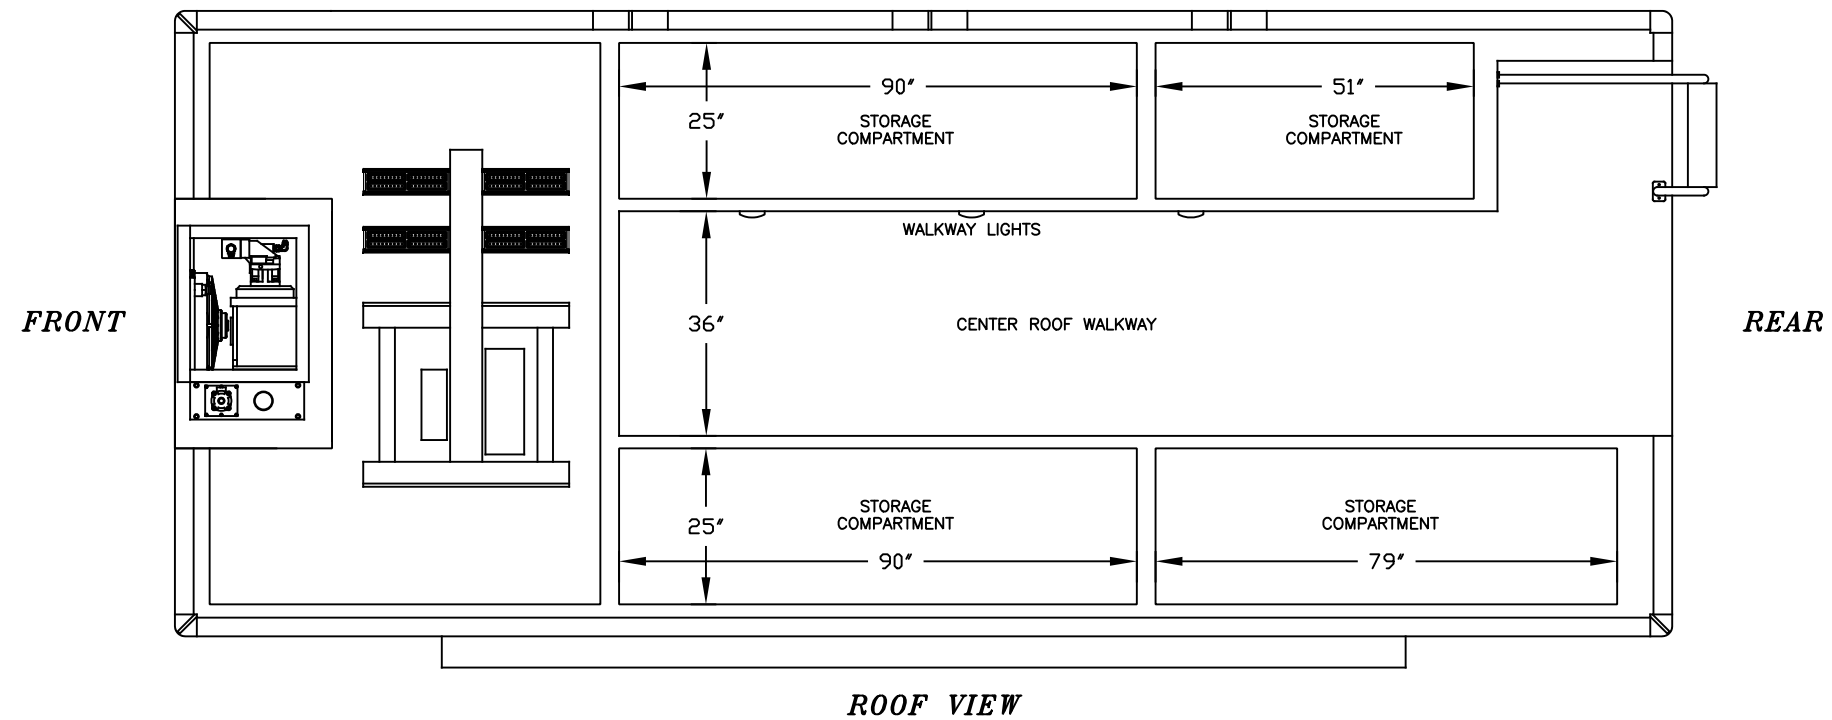 90" 51"
25" STORAGE STORAGE
COMPARTMENT COMPARTMENT
WALKWAY LIGHTS
FRONT 36" CENTER ROOF WALKWAY REAR
STORAGE STORAGE
25" COMPARTMENT COMPARTMENT
90" 79"
ROOF VIEW